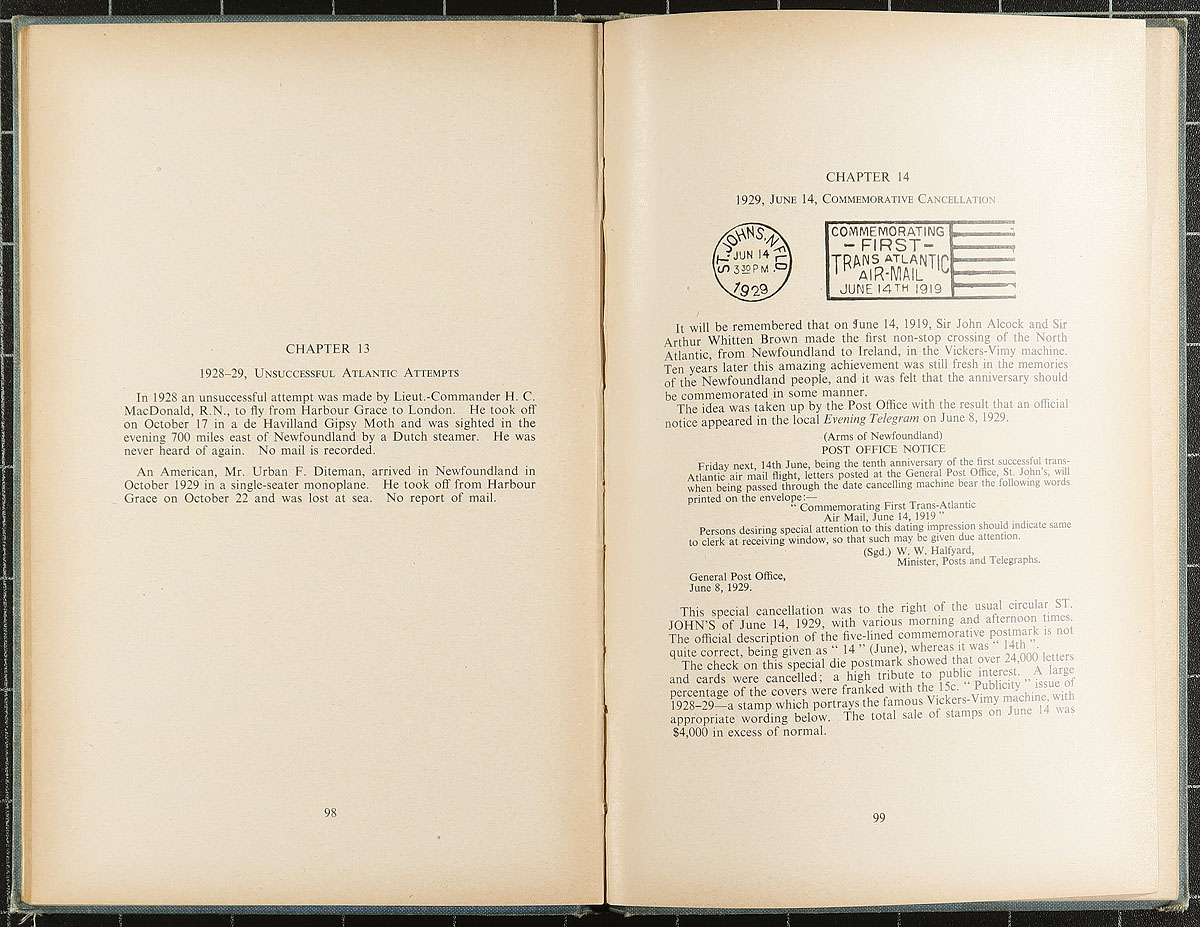 CHAPTER 13
1928–29, Unsuccessful Atlantic Attempts
In 1928 an unsuccessful attempt was made by Lieut.-Commander H. C.
MacDonald, R.N., to fly from Harbour Grace to London. He took off
on October 17 in a de Havilland Gipsy Moth and was sighted in the
evening 700 miles east of Newfoundland by a Dutch steamer. He was
never heard of again. No mail is recorded.
An American, Mr. Urban F. Diteman, arrived in Newfoundland in
October 1929 in a single-seater monoplane. He took off from Harbour
Grace on October 22 and was lost at sea. No report of mail.
98
CHAPTER 14
1929, June 14, Commemorative Cancellation
ST. JOHNS, NFLD.
JUN 14
3 30 PM
1929
COMMEMORATING
– FIRST –
TRANS ATLANTIC
AIR-MAIL
JUNE 14TH 1919
It will be remembered that on June 14, 1919, Sir John Alcock and Sir
Arthur Whitten Brown made the first non-stop crossing of the North
Atlantic, from Newfoundland to Ireland, in the Vickers-Vimy machine.
Ten years later this amazing achievement was still fresh in the memories
of the Newfoundland people, and it was felt that the anniversary should
be commemorated in some manner.
The idea was taken up by the Post Office with the result that an official
notice appeared in the local Evening Telegram on June 8, 1929.
(Arms of Newfoundland)
POST OFFICE NOTICE
Friday next, 14th June, being the tenth anniversary of the first successful trans-
Atlantic air mail flight, letters posted at the General Post Office, St. John's, will
when being passed through the date cancelling machine bear the following words
printed on the envelope:—
" Commemorating First Trans-Atlantic
Air Mail, June 14, 1919 "
Persons desiring special attention to this dating impression should indicate same
to clerk at receiving window, so that such may be given due attention.
(Sgd.) W. W. Halfyard,
Minister, Posts and Telegraphs.
General Post Office,
June 8, 1929.
This special cancellation was to the right of the usual circular ST.
JOHN'S of June 14, 1929, with various morning and afternoon times.
The official description of the five-lined commemorative postmark is not
quite correct, being given as " 14 " (June), whereas it was " 14th ".
The check on this special die postmark showed that over 24,000 letters
and cards were cancelled; a high tribute to public interest. A large
percentage of the covers were franked with the 15c. " Publicity " issue of
1928–29—a stamp which portrays the famous Vickers-Vimy machine, with
appropriate wording below. The total sale of stamps on June 14 was
$4,000 in excess of normal.
99